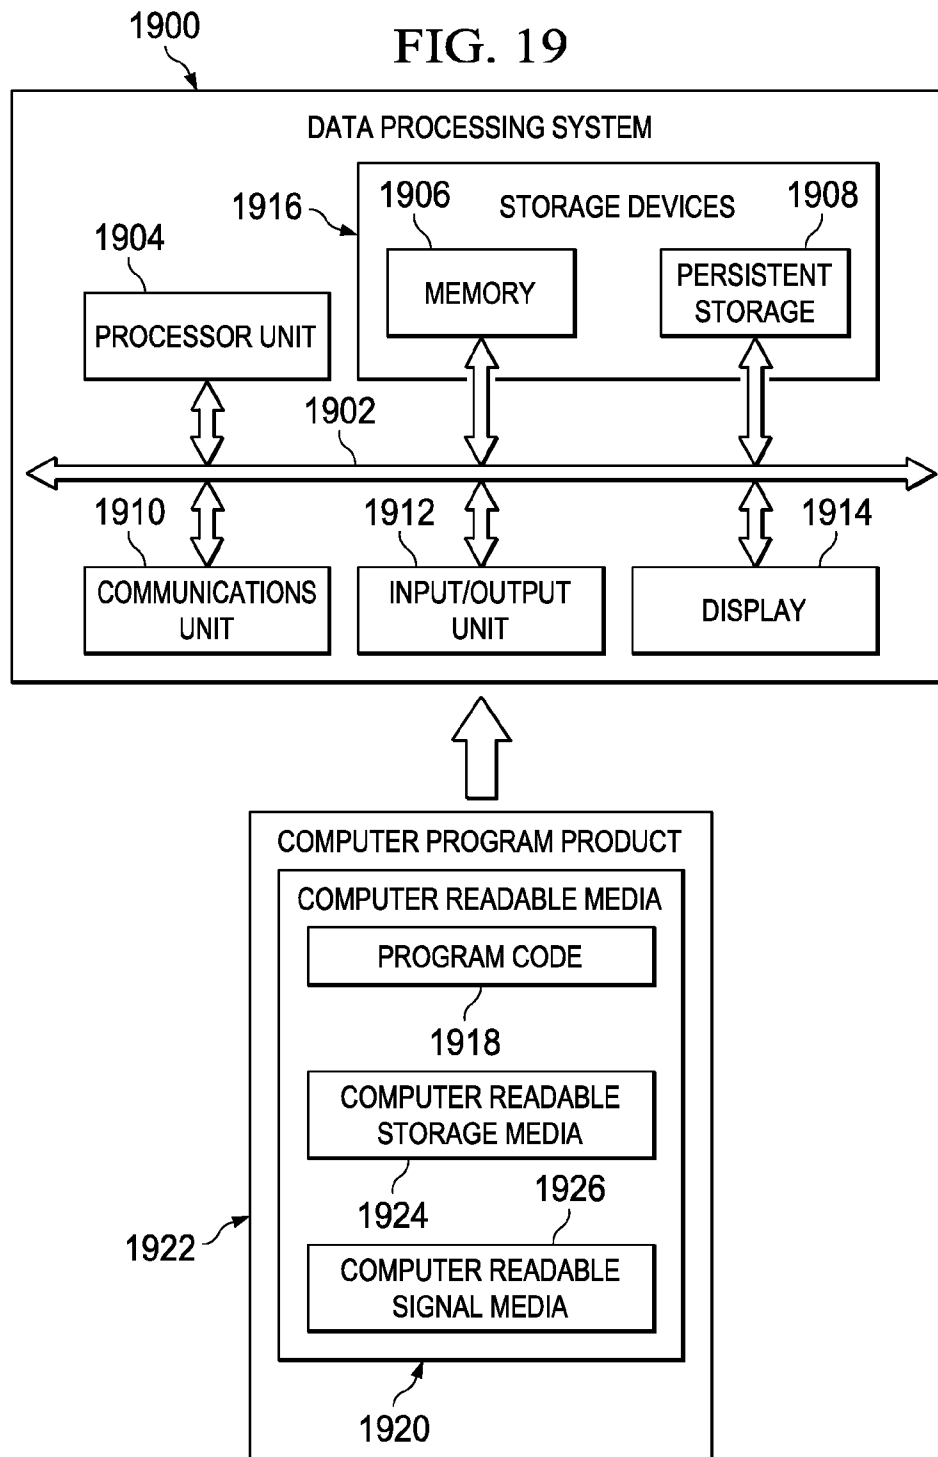 1900
FIG. 19
DATA PROCESSING SYSTEM
1916
1906
STORAGE DEVICES
1908
1904
MEMORY
PERSISTENT
STORAGE
PROCESSOR UNIT
1902
1910
1912
1914
COMMUNICATIONS
UNIT
INPUT/OUTPUT
UNIT
DISPLAY
COMPUTER PROGRAM PRODUCT
COMPUTER READABLE MEDIA
PROGRAM CODE
1918
COMPUTER READABLE
STORAGE MEDIA
1924
1926
1922
COMPUTER READABLE
SIGNAL MEDIA
1920